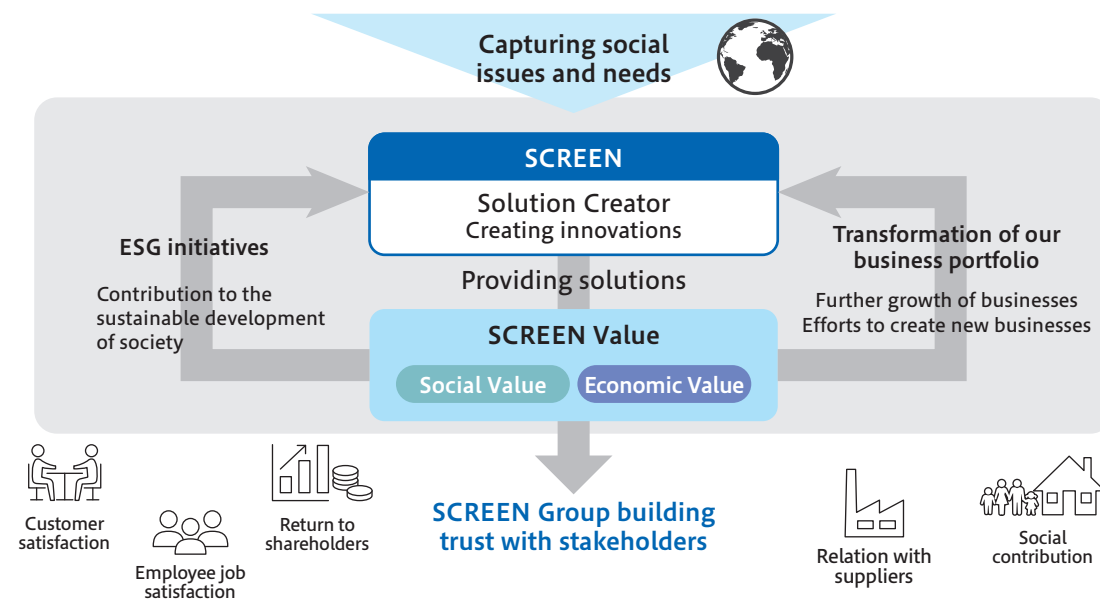 Capturing social
issues and needs
SCREEN
Solution Creator
Creating innovations
ESG initiatives
Contribution to the
sustainable development
of society
Transformation of our
business portfolio
Further growth of businesses
Efforts to create new businesses
Providing solutions
SCREEN Value
Social Value
Economic Value
SCREEN Group building
trust with stakeholders
Customer
satisfaction
Employee job
satisfaction
Return to
shareholders
Relation with
suppliers
Social
contribution